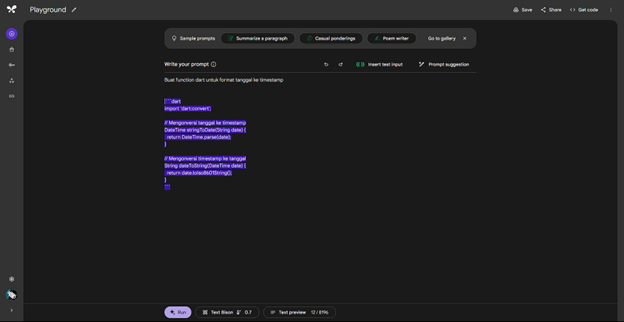 Playground
Save
Share
Get code
Sample prompts
Summarize a paragraph
Casual ponderings
Poem writer
Go to gallery
Write your prompt
Insert test input
Prompt suggestion
Buat function dart untuk format tanggal ke timestamp
```dart
import 'dart:convert';
// Mengonversi tanggal ke timestamp
DateTime stringToDate(String date) {
return DateTime.parse(date);
}
// Mengonversi timestamp ke tanggal
String dateToString(DateTime date) {
return date.toIso8601String();
}
```
Run
Text Bison
0.7
Text preview
12 / 8196